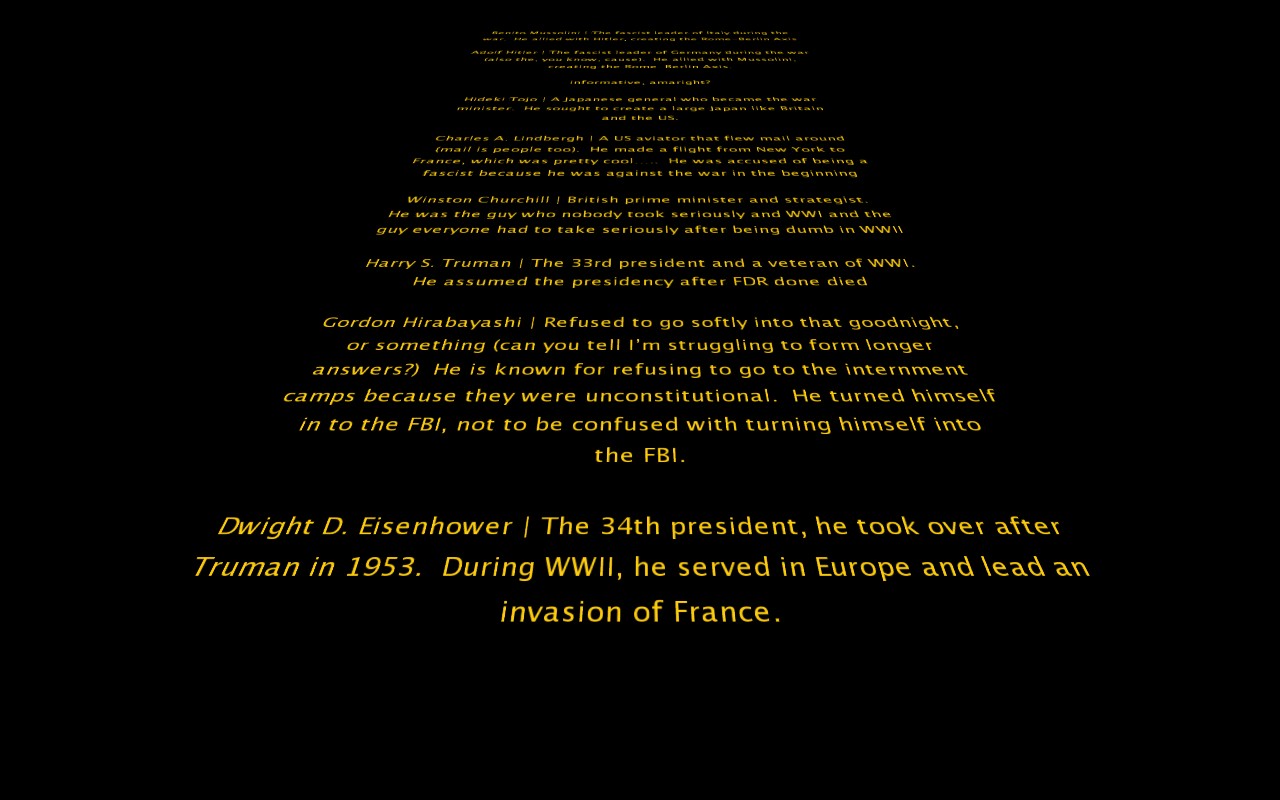 Benito Mussolini | The fascist leader of Italy during the
war.  He allied with Hitler, creating the Rome-Berlin Axis
Adolf Hitler | The fascist leader of Germany during the war
(also the, you know, cause).  He allied with Mussolini,
creating the Rome-Berlin Axis.
informative, amaright?
Hideki Tojo | A Japanese general who became the war
minister.  He sought to create a large Japan like Britain
and the US.
Charles A. Lindbergh | A US aviator that flew mail around
(mail is people too).  He made a flight from New York to
France, which was pretty cool.....  He was accused of being a
fascist because he was against the war in the beginning
Winston Churchill | British prime minister and strategist.
He was the guy who nobody took seriously and WWI and the
guy everyone had to take seriously after being dumb in WWII
Harry S. Truman | The 33rd president and a veteran of WWI.
He assumed the presidency after FDR done died
Gordon Hirabayashi | Refused to go softly into that goodnight,
or something (can you tell I'm struggling to form longer
answers?)  He is known for refusing to go to the internment
camps because they were unconstitutional.  He turned himself
in to the FBI, not to be confused with turning himself into
the FBI.
Dwight D. Eisenhower | The 34th president, he took over after
Truman in 1953.  During WWII, he served in Europe and lead an
invasion of France.